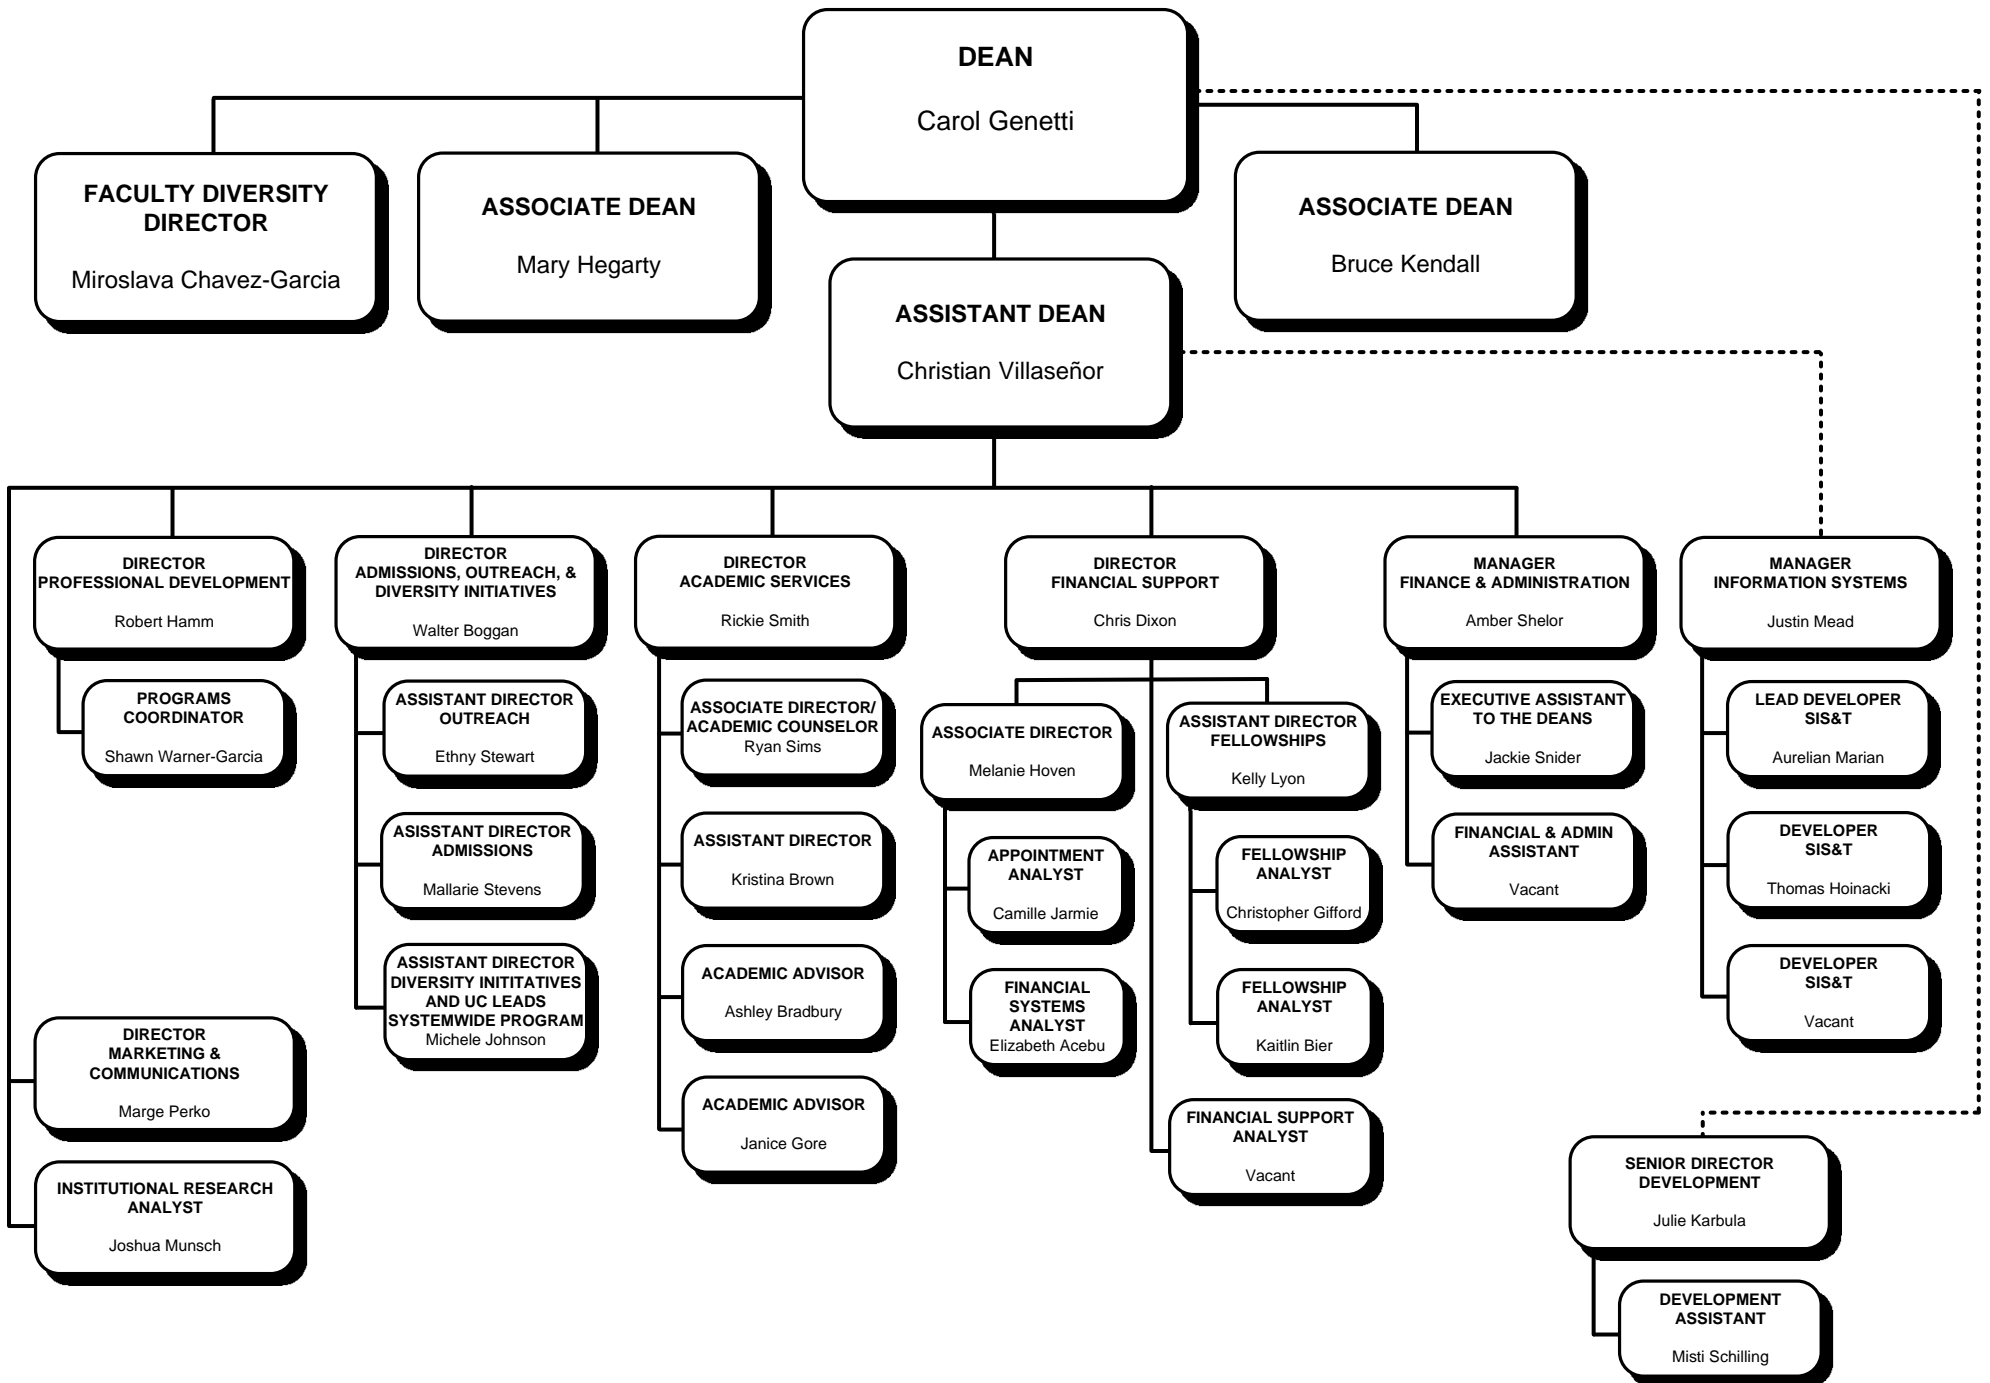 DEAN
Carol Genetti
FACULTY DIVERSITY
DIRECTOR
Miroslava Chavez-Garcia
ASSOCIATE DEAN
Mary Hegarty
ASSOCIATE DEAN
Bruce Kendall
ASSISTANT DEAN
Christian Villaseñor
DIRECTOR
PROFESSIONAL DEVELOPMENT
Robert Hamm
PROGRAMS
COORDINATOR
Shawn Warner-Garcia
DIRECTOR
MARKETING &
COMMUNICATIONS
Marge Perko
INSTITUTIONAL RESEARCH
ANALYST
Joshua Munsch
DIRECTOR
ADMISSIONS, OUTREACH, &
DIVERSITY INITIATIVES
Walter Boggan
ASSISTANT DIRECTOR
OUTREACH
Ethny Stewart
ASISSTANT DIRECTOR
ADMISSIONS
Mallarie Stevens
ASSISTANT DIRECTOR
DIVERSITY INITITATIVES
AND UC LEADS
SYSTEMWIDE PROGRAM
Michele Johnson
DIRECTOR
ACADEMIC SERVICES
Rickie Smith
ASSOCIATE DIRECTOR/
ACADEMIC COUNSELOR
Ryan Sims
ASSISTANT DIRECTOR
Kristina Brown
ACADEMIC ADVISOR
Ashley Bradbury
ACADEMIC ADVISOR
Janice Gore
DIRECTOR
FINANCIAL SUPPORT
Chris Dixon
ASSOCIATE DIRECTOR
Melanie Hoven
APPOINTMENT
ANALYST
Camille Jarmie
FINANCIAL
SYSTEMS
ANALYST
Elizabeth Acebu
ASSISTANT DIRECTOR
FELLOWSHIPS
Kelly Lyon
FELLOWSHIP
ANALYST
Christopher Gifford
FELLOWSHIP
ANALYST
Kaitlin Bier
FINANCIAL SUPPORT
ANALYST
Vacant
MANAGER
FINANCE & ADMINISTRATION
Amber Shelor
EXECUTIVE ASSISTANT
TO THE DEANS
Jackie Snider
FINANCIAL & ADMIN
ASSISTANT
Vacant
MANAGER
INFORMATION SYSTEMS
Justin Mead
LEAD DEVELOPER
SIS&T
Aurelian Marian
DEVELOPER
SIS&T
Thomas Hoinacki
DEVELOPER
SIS&T
Vacant
SENIOR DIRECTOR
DEVELOPMENT
Julie Karbula
DEVELOPMENT
ASSISTANT
Misti Schilling